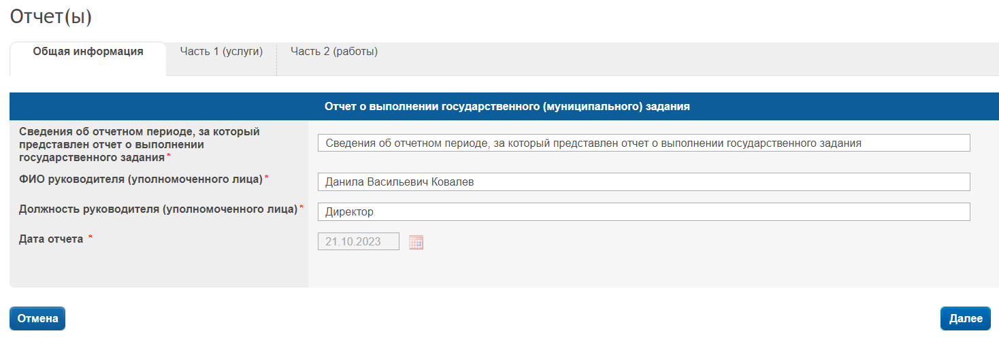 Отчет(ы)
Общая информация
Часть 1 (услуги)
Часть 2 (работы)
Отчет о выполнении государственного (муниципального) задания
Сведения об отчетном периоде, за который
представлен отчет о выполнении
государственного задания*
Сведения об отчетном периоде, за который представлен отчет о выполнении государственного задания
ФИО руководителя (уполномоченного лица)*
Данила Васильевич Ковалев
Должность руководителя (уполномоченного лица)*
Директор
Дата отчета *
21.10.2023
Отмена
Далее